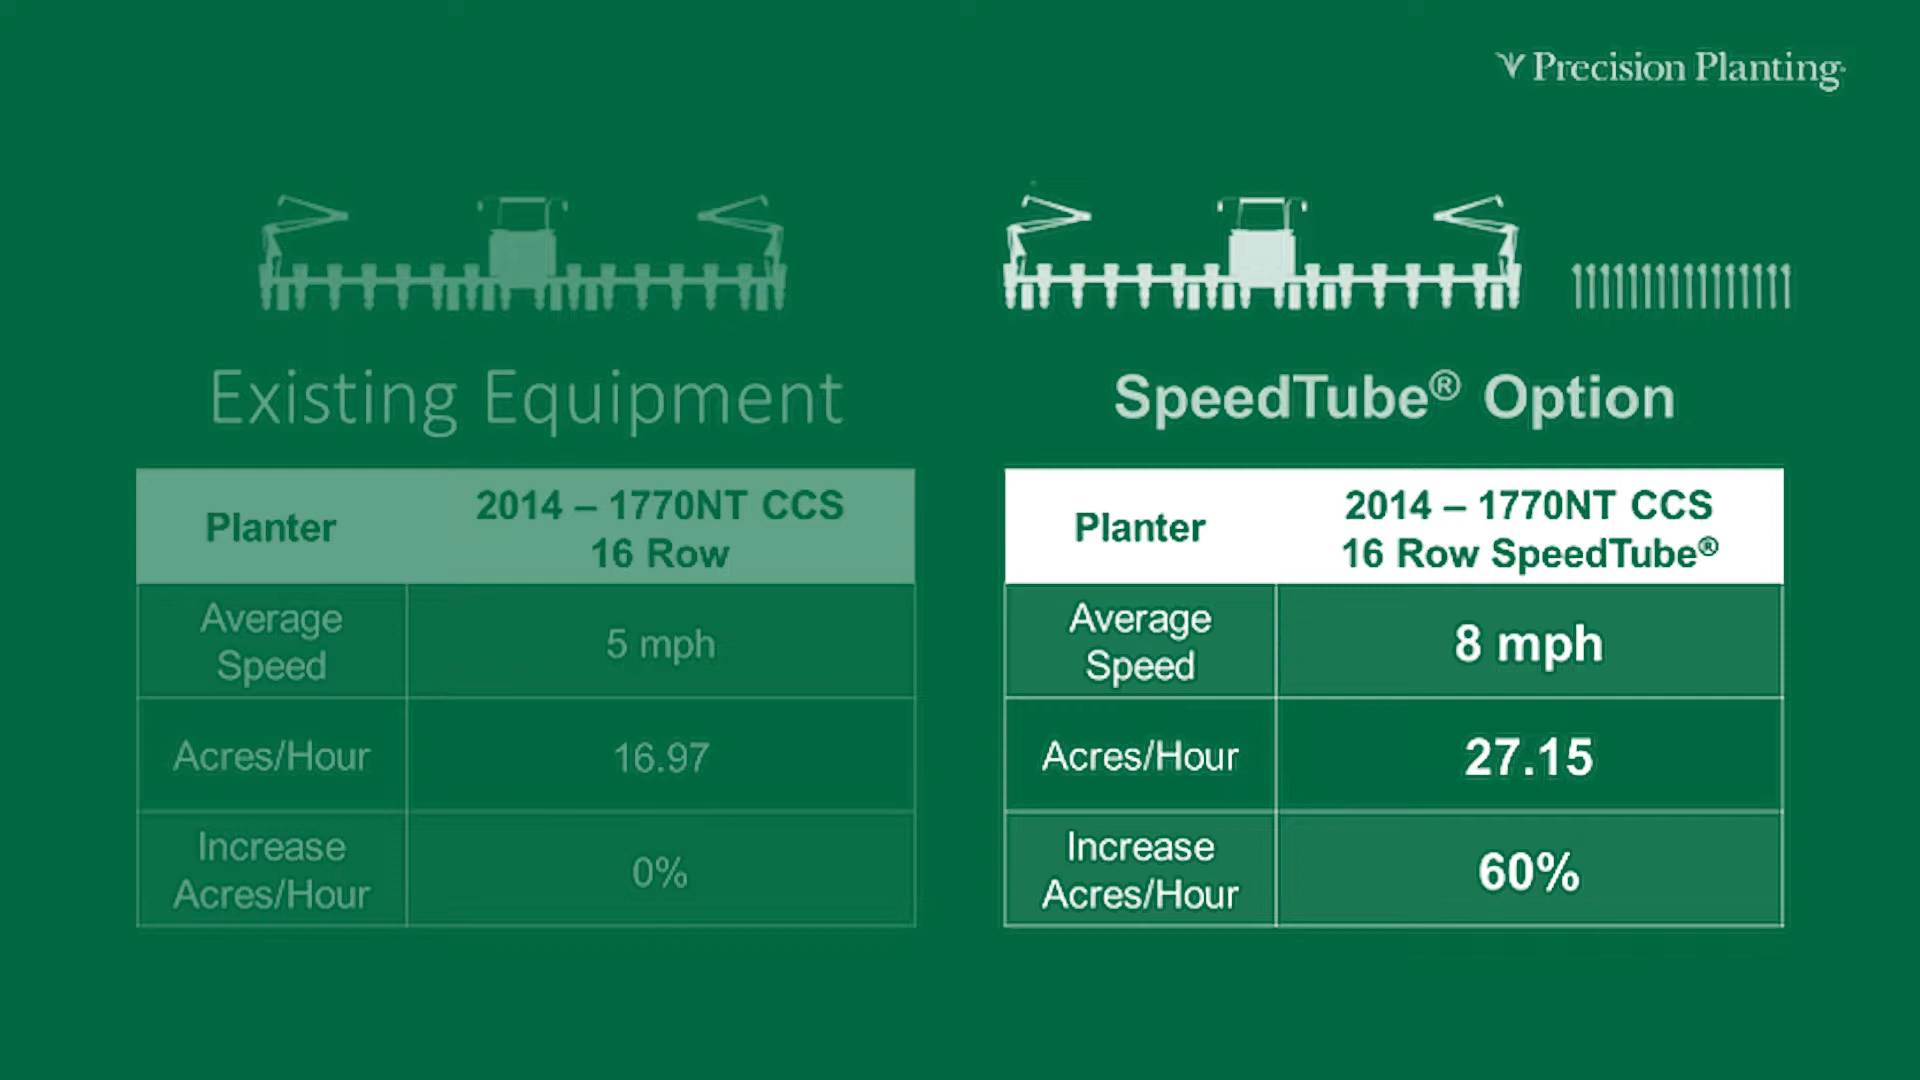 Precision Planting
Existing Equipment
Planter
2014 – 1770NT CCS
16 Row
Average
Speed
5 mph
Acres/Hour
16.97
Increase
Acres/Hour
0%
SpeedTube® Option
Planter
2014 – 1770NT CCS
16 Row SpeedTube®
Average
Speed
8 mph
Acres/Hour
27.15
Increase
Acres/Hour
60%